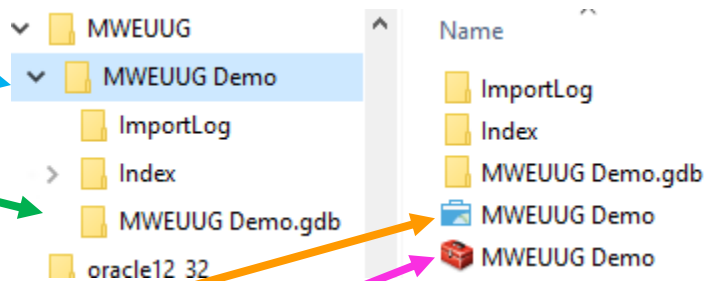 MWEUUG
MWEUUG Demo
ImportLog
Index
MWEUUG Demo.gdb
oracle12_32
Name
ImportLog
Index
MWEUUG Demo.gdb
MWEUUG Demo
MWEUUG Demo